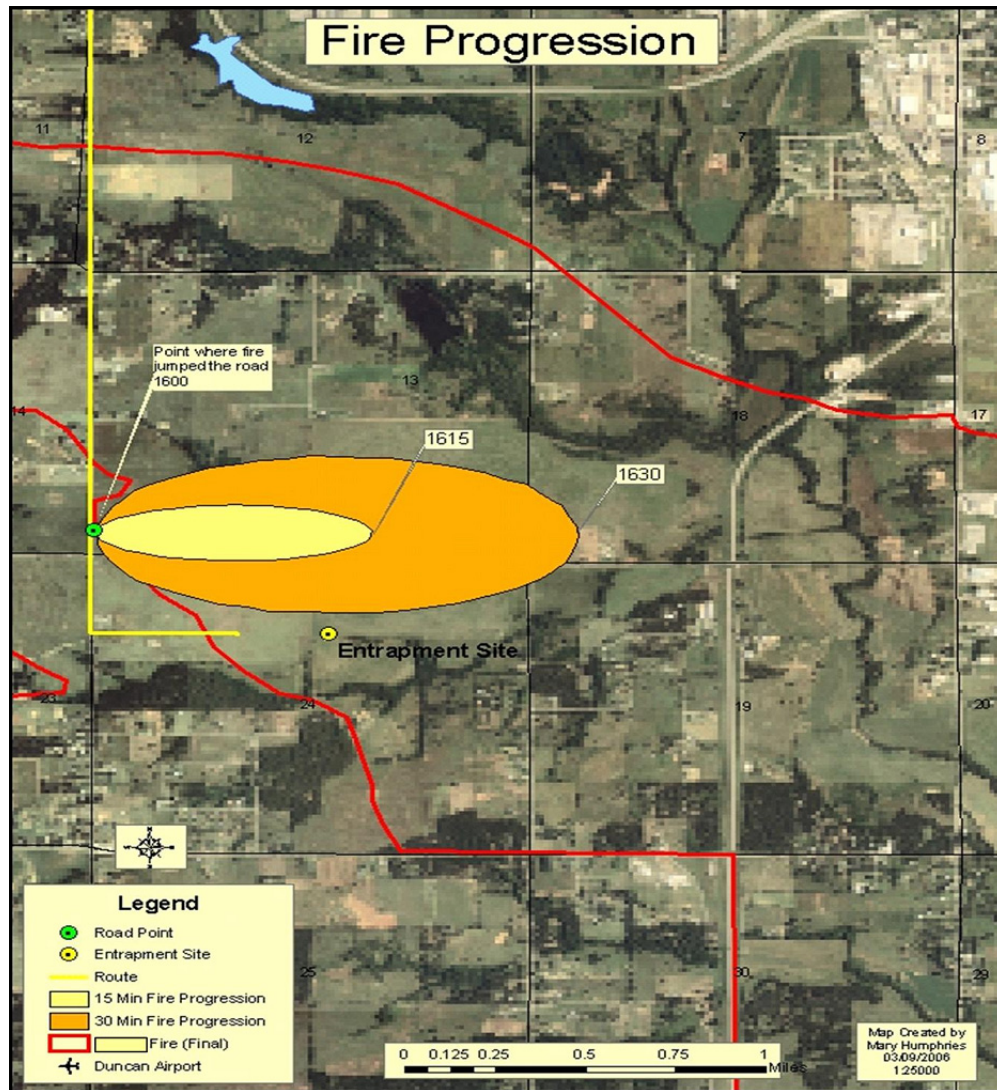 Fire Progression
11
12
7
8
Point where fire
jumped the road
1600
13
14
18
17
1615
1630
Entrapment Site
23
24
19
20
Legend
Road Point
Entrapment Site
Route
15 Min Fire Progression
30 Min Fire Progression
Fire (Final)
Duncan Airport
25
30
29
0 0.125 0.25 0.5 0.75 1
Miles
Map Created by
Mary Humphries
03/09/2006
1:25000